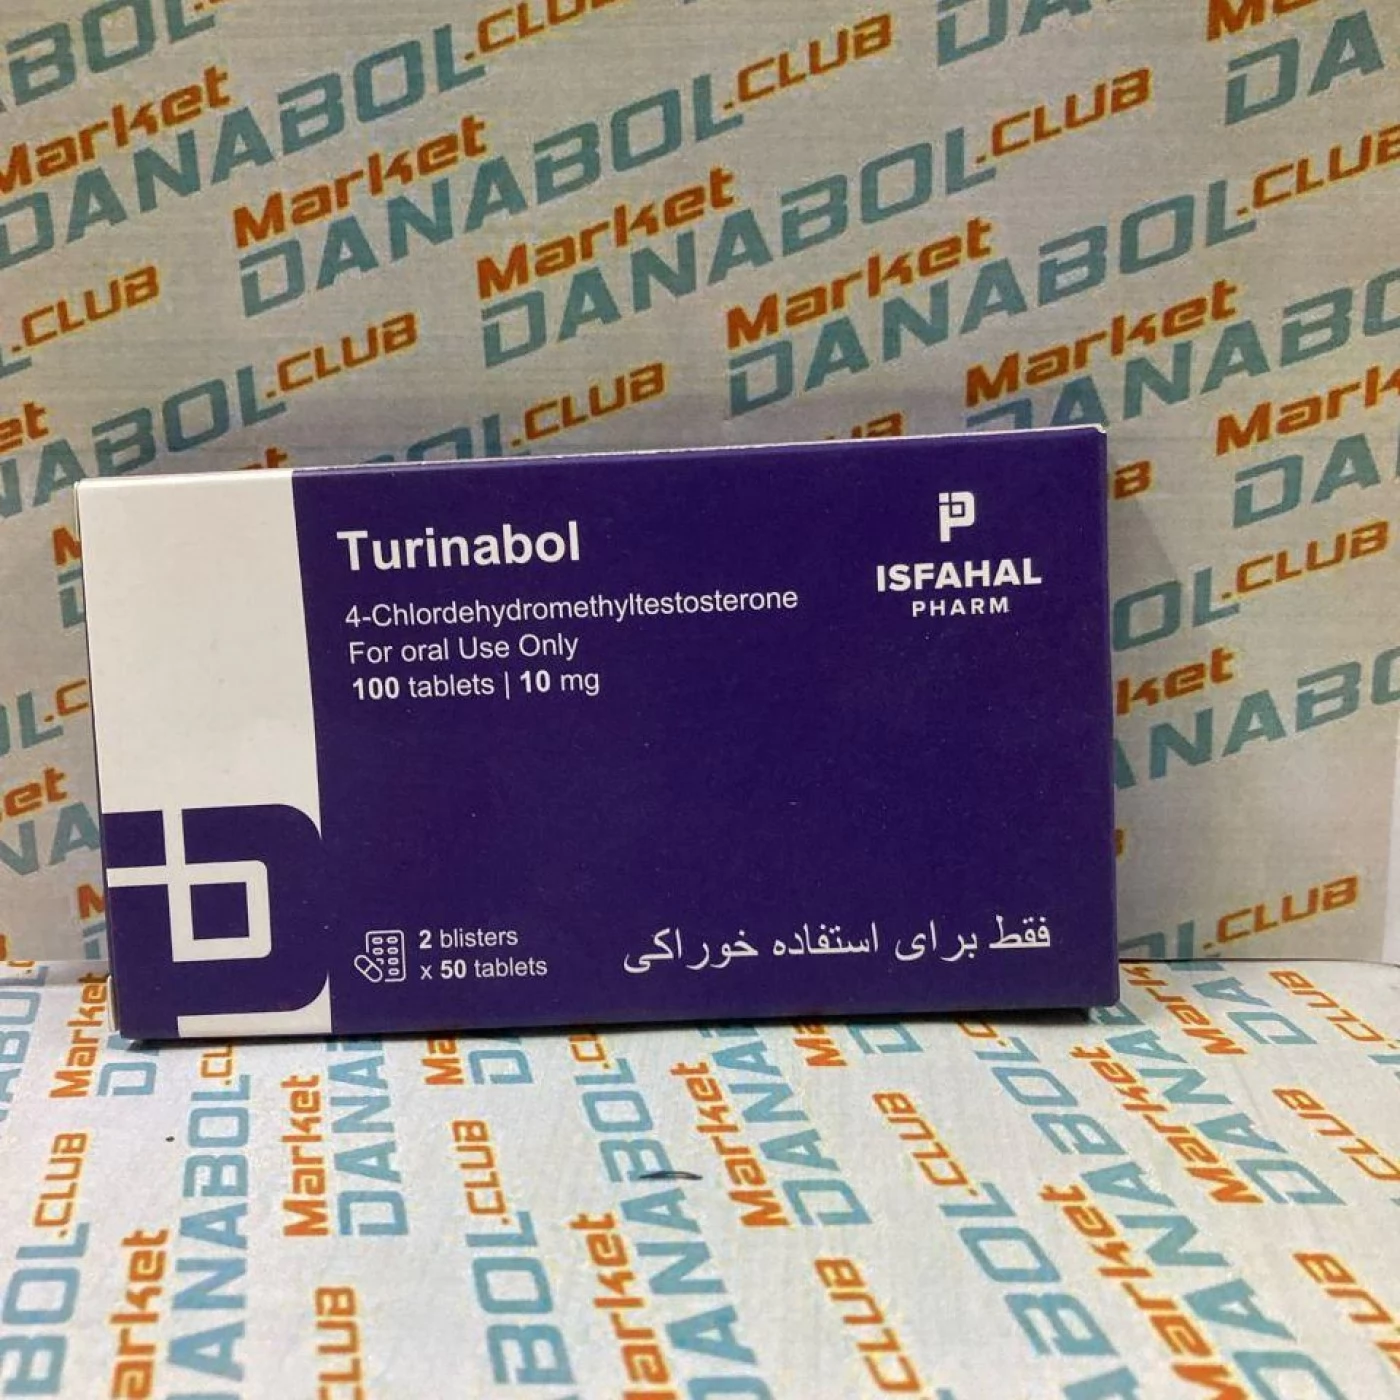 Market
DANABOL.CLUB
Turinabol
4-Chlordehydromethyltestosterone
For oral Use Only
100 tablets | 10 mg
ISFAHAL
PHARM
2 blisters
x 50 tablets
فقط برای استفاده خوراکی